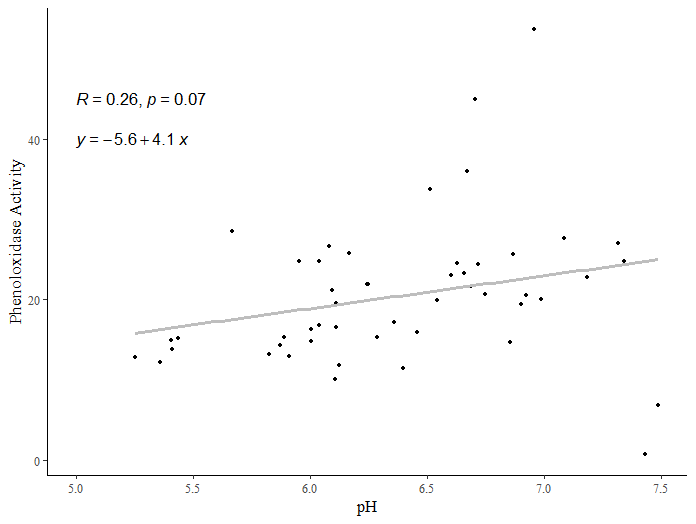 R = 0.26, p = 0.07
y = −5.6 + 4.1 x
Phenoloxidase Activity
40
20
0
5.0 5.5 6.0 6.5 7.0 7.5
pH